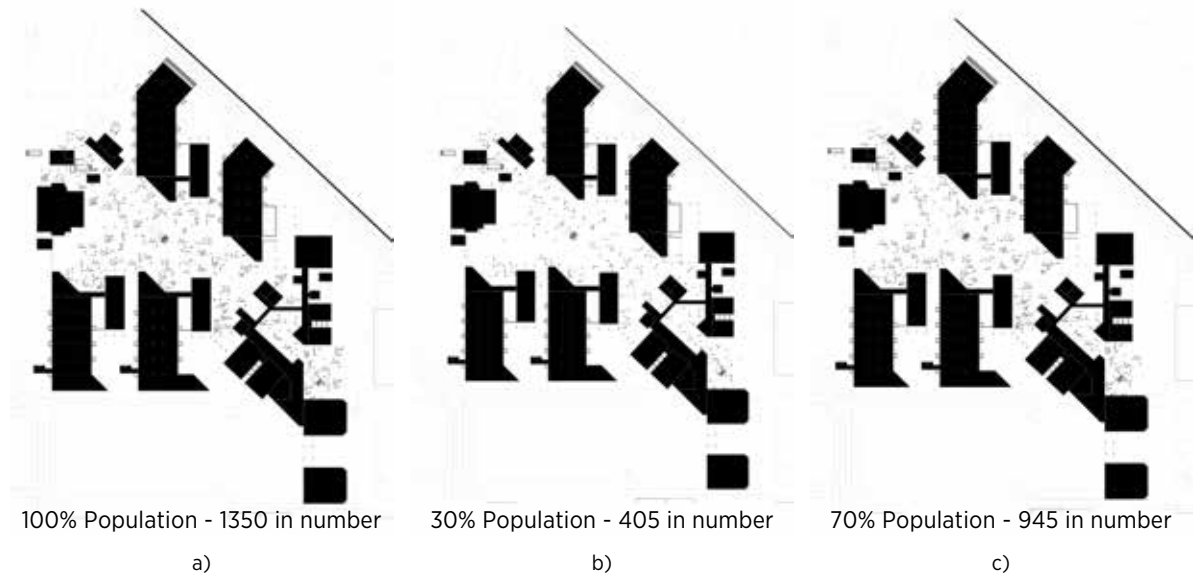 100% Population - 1350 in number
30% Population - 405 in number
70% Population - 945 in number
a)
b)
c)